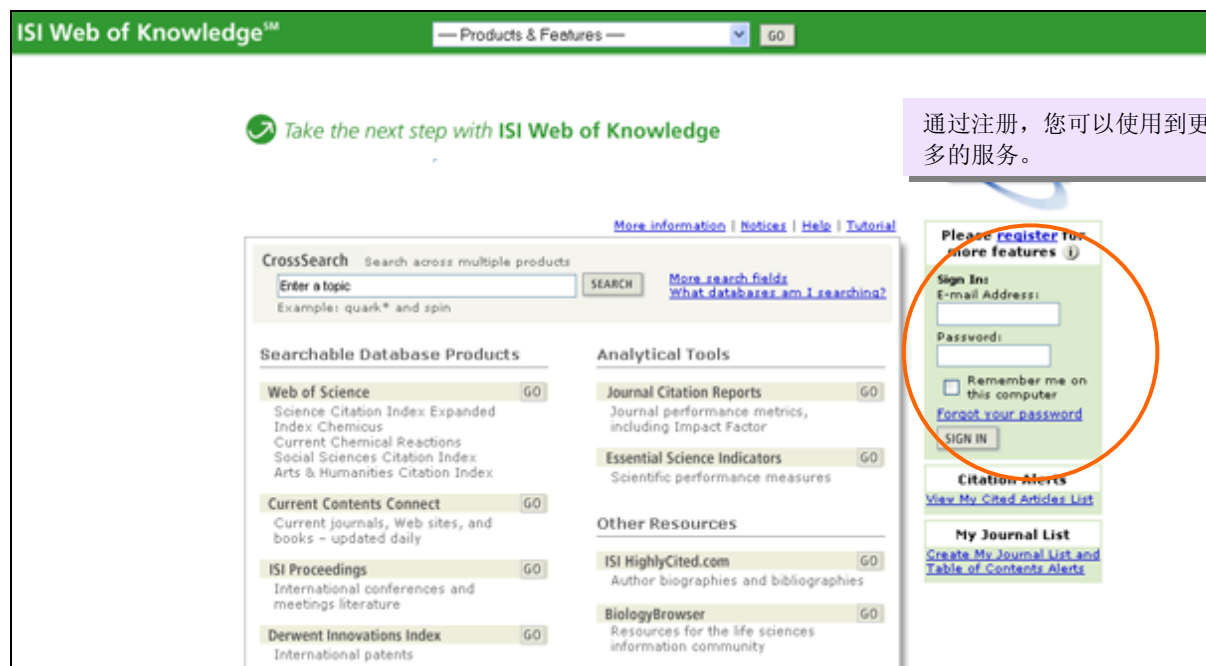 ISI Web of Knowledge℠
— Products & Features —
GO
Take the next step with ISI Web of Knowledge
通过注册，您可以使用到更
多的服务。
More information | Notices | Help | Tutorial
CrossSearch Search across multiple products
Enter a topic
SEARCH
More search fields
What databases am I searching?
Example: quark* and spin
Searchable Database Products
Web of Science GO
Science Citation Index Expanded
Index Chemicus
Current Chemical Reactions
Social Sciences Citation Index
Arts & Humanities Citation Index
Current Contents Connect GO
Current journals, Web sites, and
books – updated daily
ISI Proceedings GO
International conferences and
meetings literature
Derwent Innovations Index GO
International patents
Analytical Tools
Journal Citation Reports GO
Journal performance metrics,
including Impact Factor
Essential Science Indicators GO
Scientific performance measures
Other Resources
ISI HighlyCited.com GO
Author biographies and bibliographies
BiologyBrowser GO
Resources for the life sciences
information community
Please register for
more features i
Sign In:
E-mail Address:
Password:
Remember me on
this computer
Forgot your password
SIGN IN
Citation Alerts
View My Cited Articles List
My Journal List
Create My Journal List and
Table of Contents Alerts